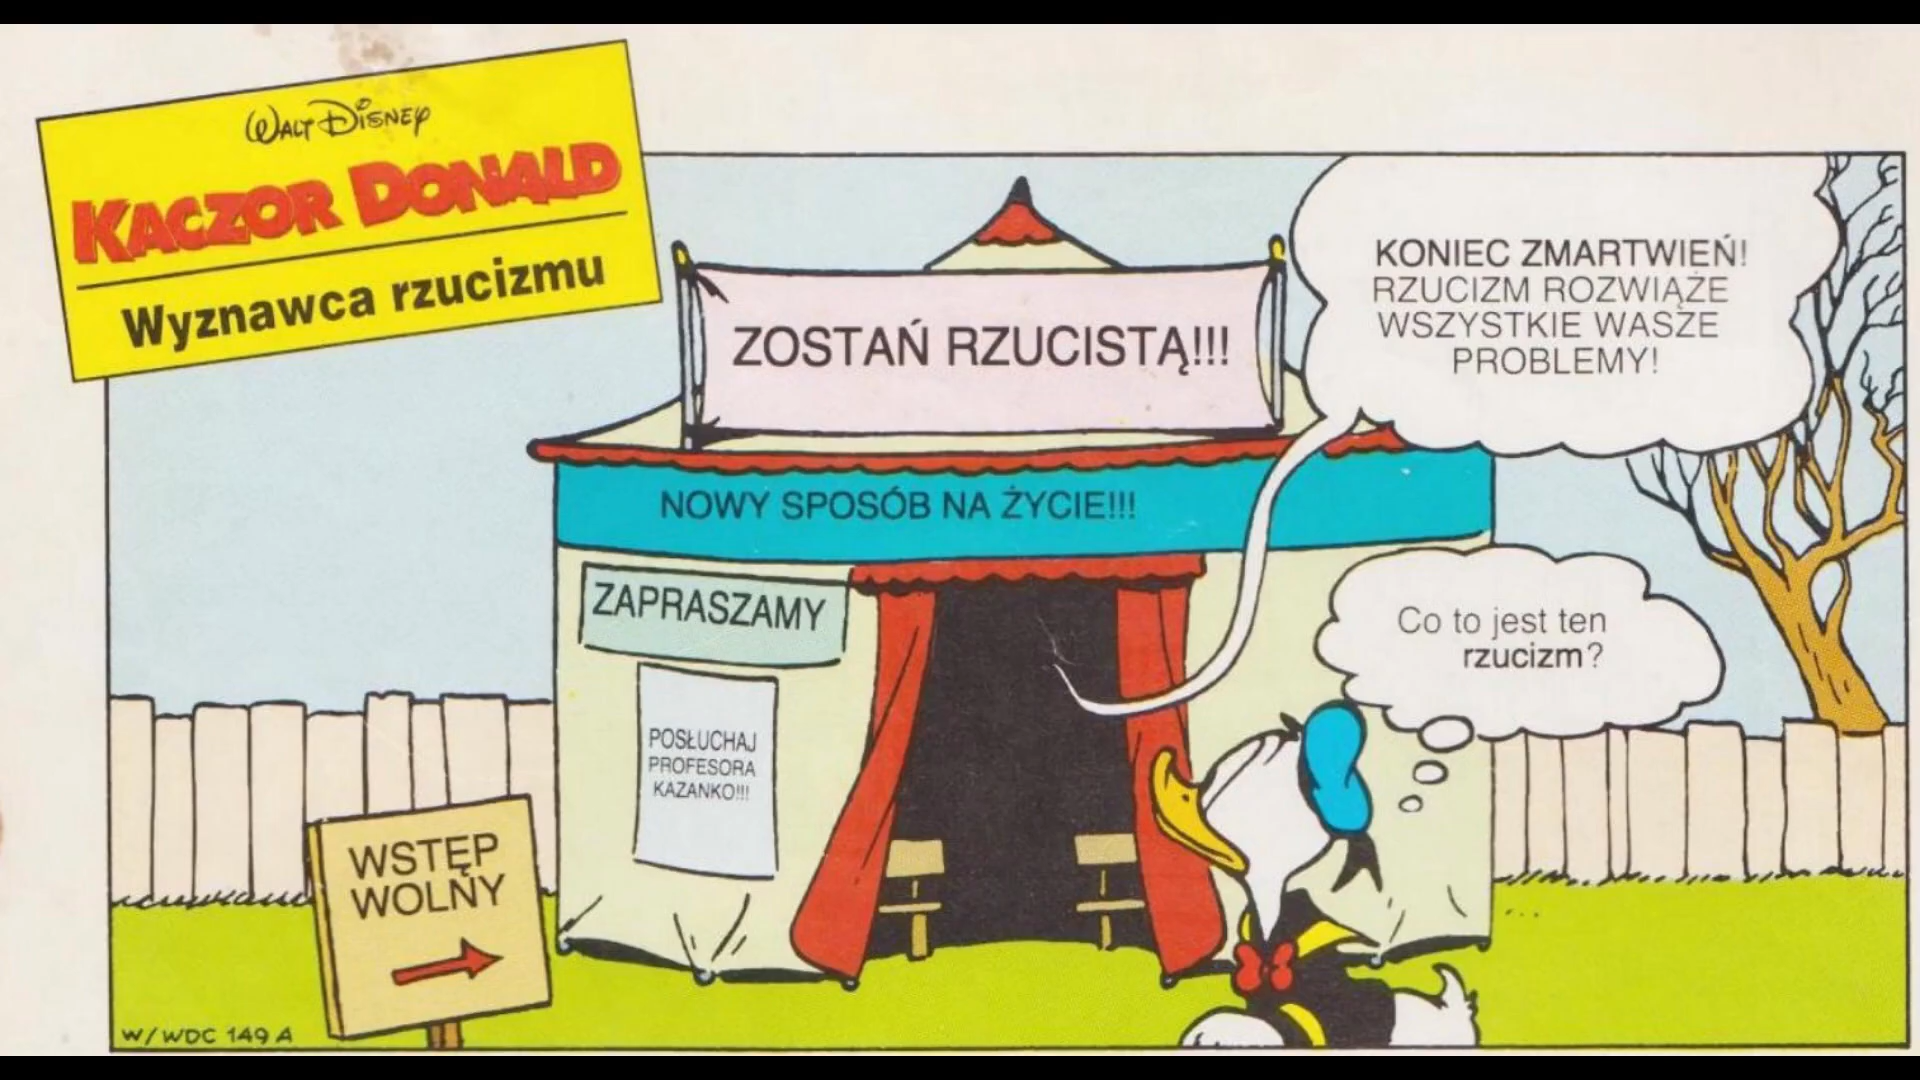 WALT DISNEY
KACZOR DONALD
Wyznawca rzucizmu
ZOSTAŃ RZUCISTĄ!!!
KONIEC ZMARTWIEŃ!
RZUCIZM ROZWIĄŻE
WSZYSTKIE WASZE
PROBLEMY!
NOWY SPOSÓB NA ŻYCIE!!!
ZAPRASZAMY
Co to jest ten
rzucizm?
POSŁUCHAJ
PROFESORA
KAZANKO!!!
WSTĘP
WOLNY
W/WDC 149 A